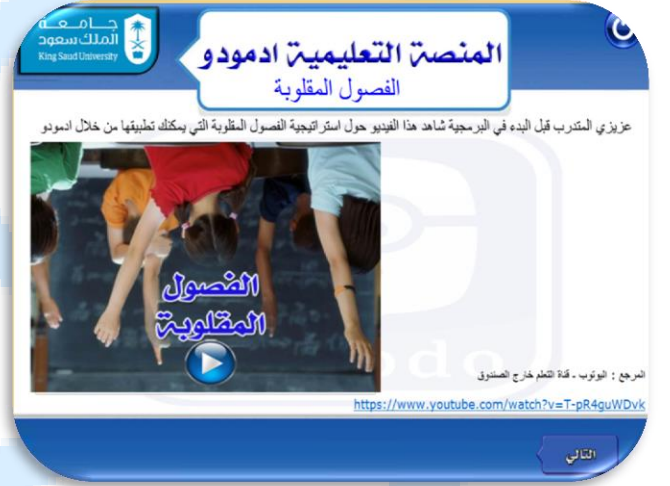 جــامــعــة
الملك سعود
King Saud University
المنصة التعليمية ادمودو
الفصول المقلوبة
عزيزي المتدرب قبل البدء في البرمجية شاهد هذا الفيديو حول استراتيجية الفصول المقلوبة التي يمكنك تطبيقها من خلال ادمودو
الفصول
المقلوبة
المرجع : اليوتوب - قناة التعلم خارج الصندوق
https://www.youtube.com/watch?v=T-pR4guWDvk
التالي